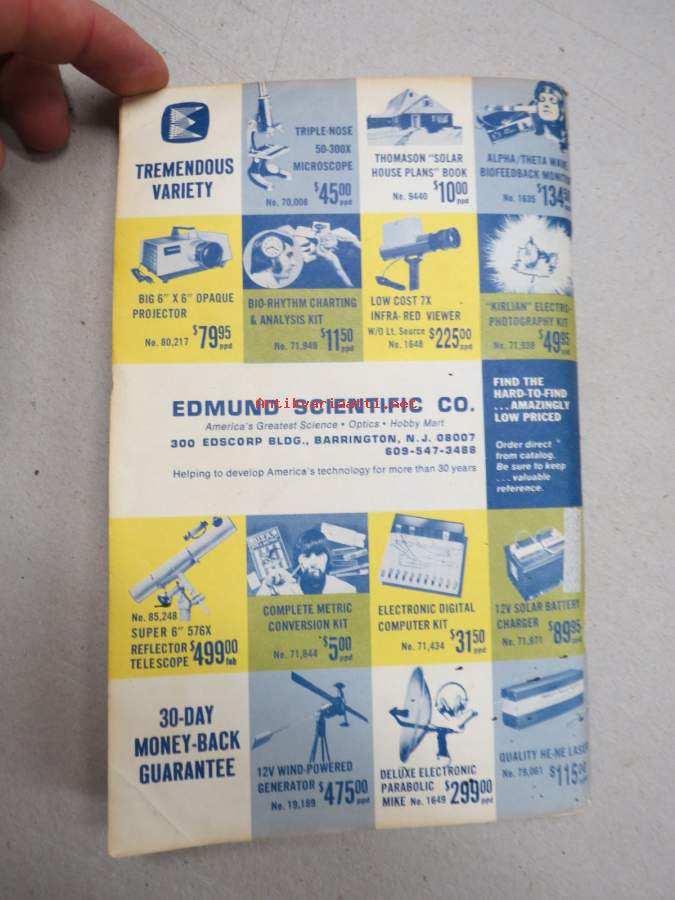 TREMENDOUS
VARIETY
TRIPLE-NOSE
50-300X
MICROSCOPE
No. 70,008 $45.00 ppd
THOMASON "SOLAR
HOUSE PLANS" BOOK
No. 9440 $10.00 ppd
ALPHA/THETA WAVE
BIOFEEDBACK MONITOR
No. 1635 $134.50
BIG 6" X 6" OPAQUE
PROJECTOR
No. 80,217 $79.95 ppd
BIO-RHYTHM CHARTING
& ANALYSIS KIT
No. 71,949 $11.50 ppd
LOW COST 7X
INFRA-RED VIEWER
W/O Lt. Source
No. 1648 $225.00 ppd
"KIRLIAN" ELECTRO-
PHOTOGRAPHY KIT
No. 71,938 $49.95
EDMUND SCIENTIFIC CO.
Antikvariaatti.net
America's Greatest Science • Optics • Hobby Mart
300 EDSCORP BLDG., BARRINGTON, N.J. 08007
609-547-3488
Helping to develop America's technology for more than 30 years
FIND THE
HARD-TO-FIND
...AMAZINGLY
LOW PRICED
Order direct
from catalog.
Be sure to keep
...valuable
reference.
No. 85,248
SUPER 6" 576X
REFLECTOR
TELESCOPE $499.00 fob
COMPLETE METRIC
CONVERSION KIT
No. 71,844 $5.00 ppd
ELECTRONIC DIGITAL
COMPUTER KIT
No. 71,434 $31.50 ppd
12V SOLAR BATTERY
CHARGER
No. 71,971 $89.95
30-DAY
MONEY-BACK
GUARANTEE
12V WIND-POWERED
GENERATOR
No. 19,189 $475.00 ppd
DELUXE ELECTRONIC
PARABOLIC
MIKE No. 1649 $299.00 ppd
QUALITY HE-NE LASER
No. 79,061 $115.00